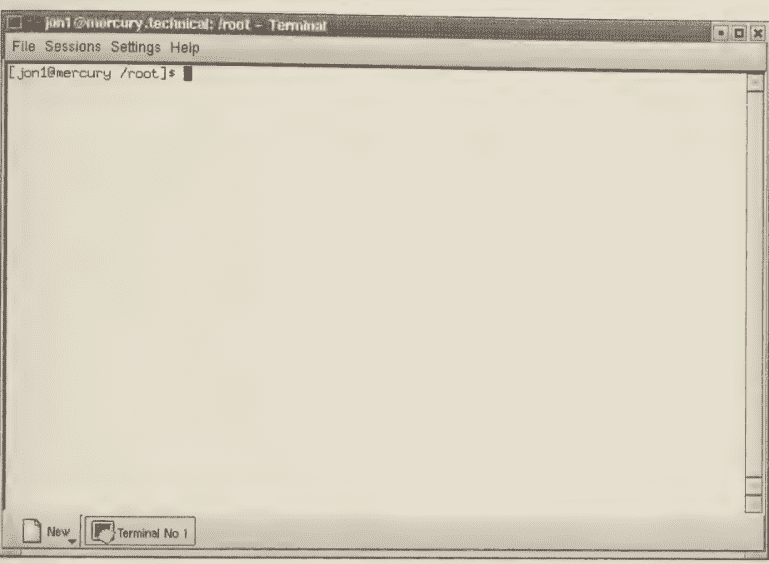 jon1@mercury.technical: /root - Terminal
File Sessions Settings Help
[jon1@mercury /root]$
New
Terminal No 1